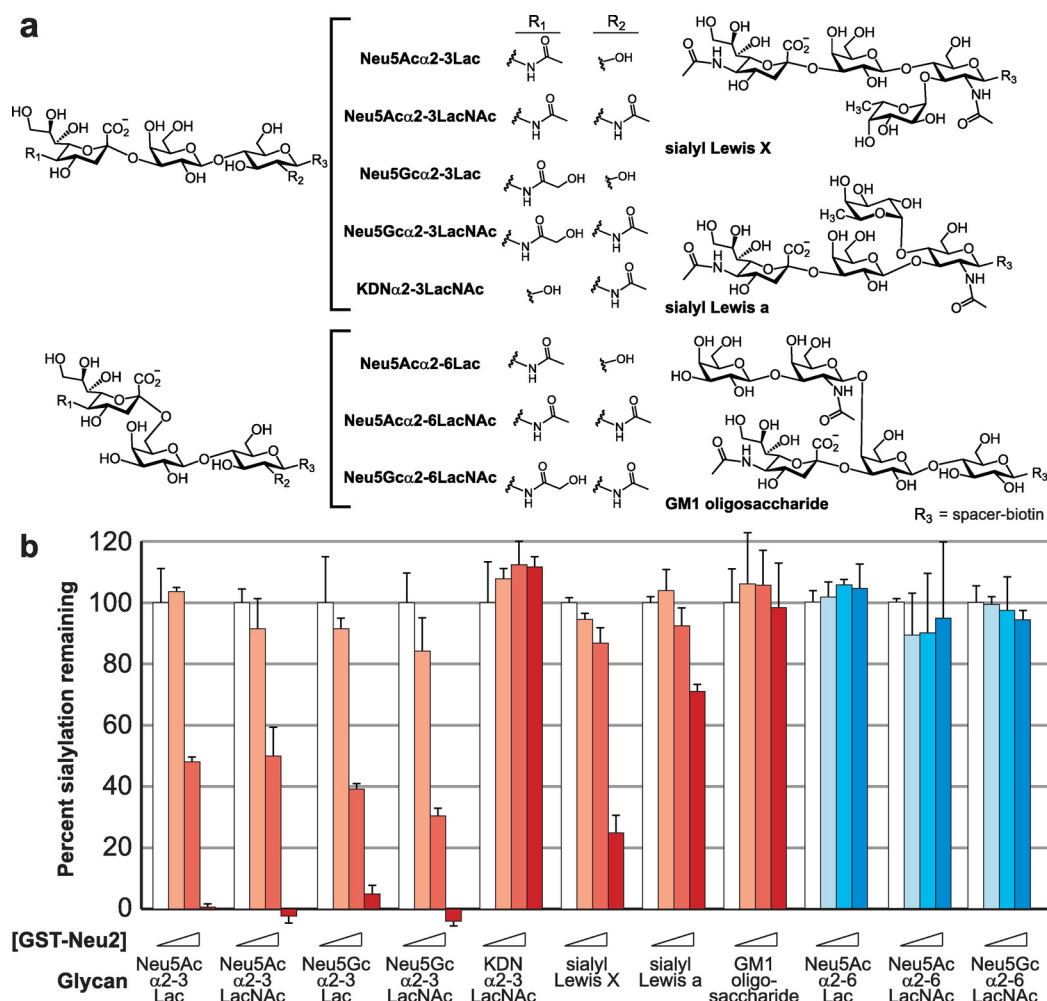 a
R1
R2
Neu5Acα2-3Lac
Neu5Acα2-3LacNAc
Neu5Gcα2-3Lac
Neu5Gcα2-3LacNAc
KDNα2-3LacNAc
sialyl Lewis X
sialyl Lewis a
Neu5Acα2-6Lac
Neu5Acα2-6LacNAc
Neu5Gcα2-6LacNAc
GM1 oligosaccharide
R3 = spacer-biotin
b
Percent sialylation remaining
120
100
80
60
40
20
0
[GST-Neu2]
Glycan
Neu5Ac
α2-3
Lac
Neu5Ac
α2-3
LacNAc
Neu5Gc
α2-3
Lac
Neu5Gc
α2-3
LacNAc
KDN
α2-3
LacNAc
sialyl
Lewis X
sialyl
Lewis a
GM1
oligo-
saccharide
Neu5Ac
α2-6
Lac
Neu5Ac
α2-6
LacNAc
Neu5Gc
α2-6
LacNAc